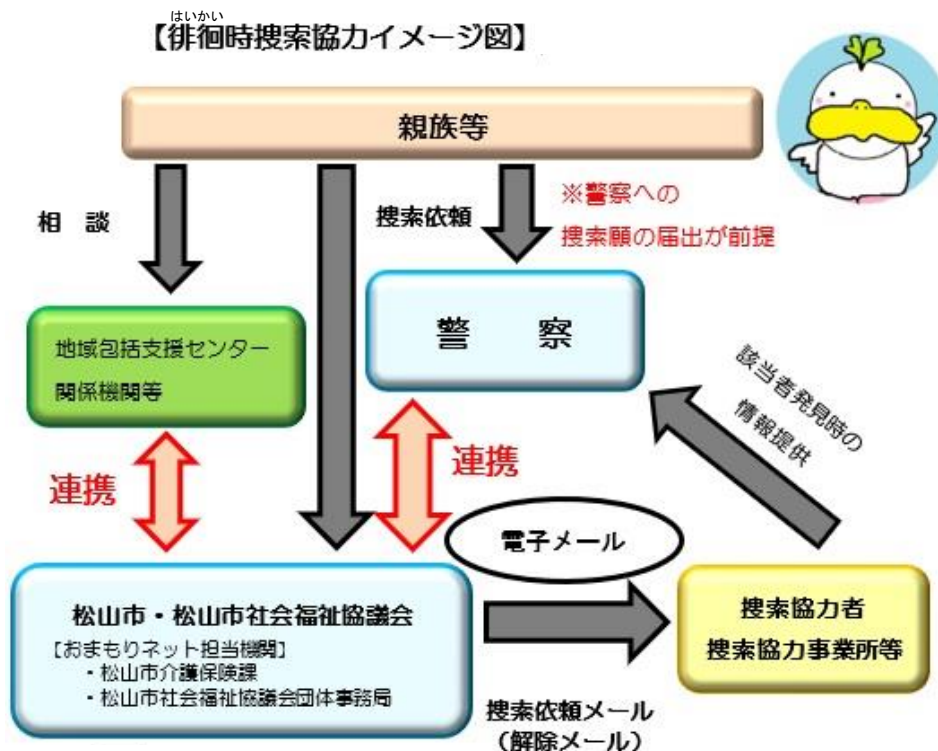 はいかい
【徘徊時捜索協力イメージ図】
親族等
相　談
捜索依頼
※警察への
捜索願の届出が前提
地域包括支援センター
関係機関等
警　察
該当者発見時の
情報提供
連携
連携
電子メール
松山市・松山市社会福祉協議会
【おまもりネット担当機関】
・松山市介護保険課
・松山市社会福祉協議会団体事務局
捜索協力者
捜索協力事業所等
捜索依頼メール
（解除メール）